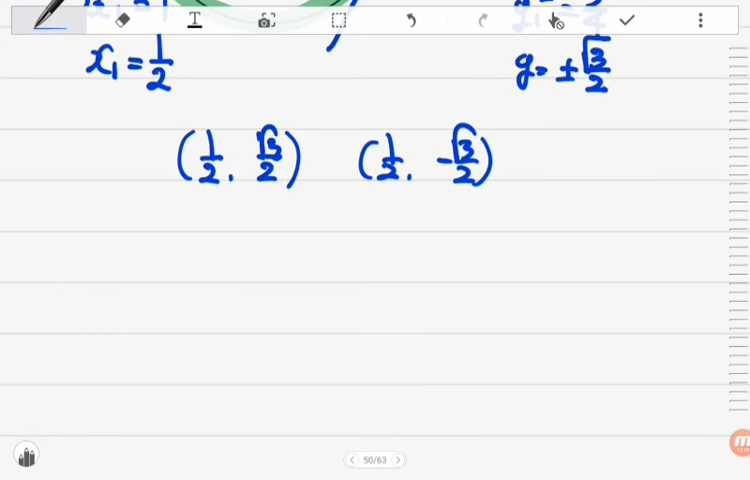 x₁ = 1/2
y = ± √3/2
(1/2, √3/2) (1/2, -√3/2)
50/63